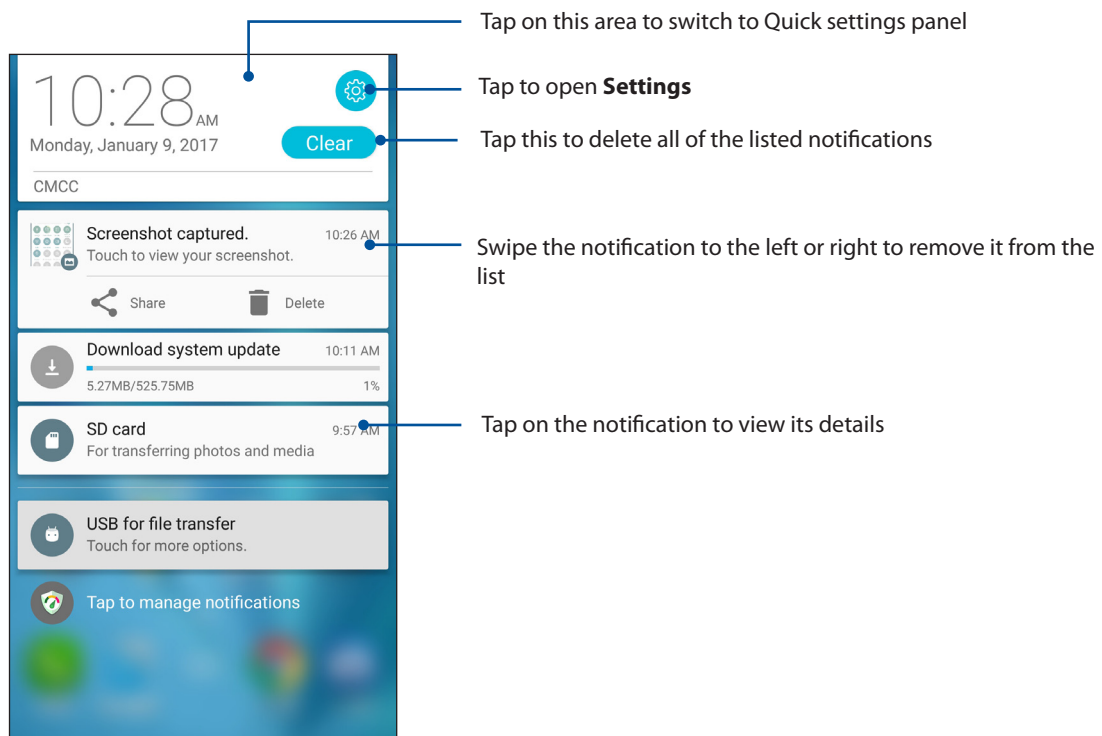 Tap on this area to switch to Quick settings panel
10:28 AM
Tap to open Settings
Monday, January 9, 2017
Clear
Tap this to delete all of the listed notifications
CMCC
Screenshot captured.
10:26 AM
Touch to view your screenshot.
Swipe the notification to the left or right to remove it from the
list
Share
Delete
Download system update
10:11 AM
5.27MB/525.75MB
1%
SD card
9:57 AM
For transferring photos and media
Tap on the notification to view its details
USB for file transfer
Touch for more options.
Tap to manage notifications